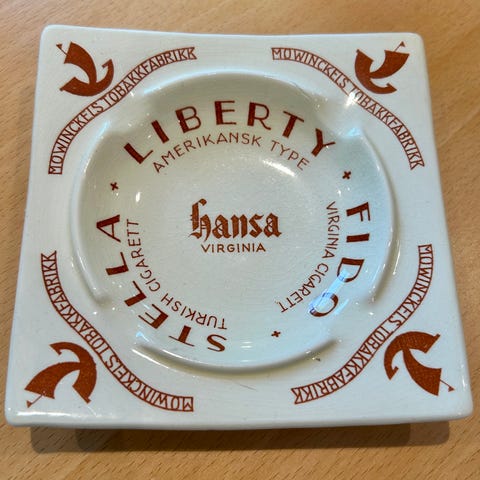 MOWINCKELS TOBAKKFABRIKK
MOWINCKELS TOBAKKFABRIKK
LIBERTY
AMERIKANSK TYPE
hansa
VIRGINIA
FIDO
VIRGINIA CIGARETT
STELLA
TURKISH CIGARETT
MOWINCKELS TOBAKKFABRIKK
MOWINCKELS TOBAKKFABRIKK